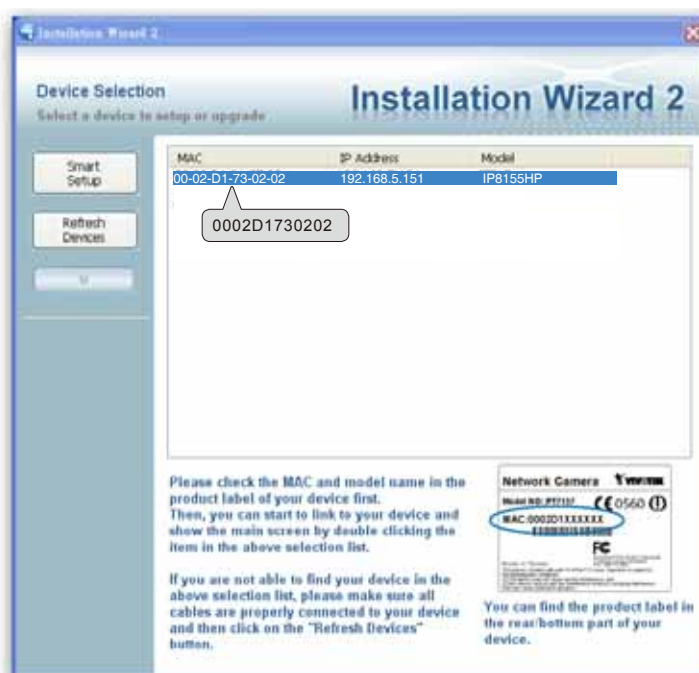 Installation Wizard 2
Device Selection
Select a device to setup or upgrade
Installation Wizard 2
Smart
Setup
Refresh
Devices
MAC IP Address Model
00-02-D1-73-02-02 192.168.5.151 IP8155HP
0002D1730202
Please check the MAC and model name in the
product label of your device first.
Then, you can start to link to your device and
show the main screen by double clicking the
item in the above selection list.
If you are not able to find your device in the
above selection list, please make sure all
cables are properly connected to your device
and then click on the "Refresh Devices"
button.
Network Camera VIVOTEK
Model NO: PT7137 CE 0560
MAC:0002D1XXXXXX
FC
You can find the product label in
the rear/bottom part of your
device.